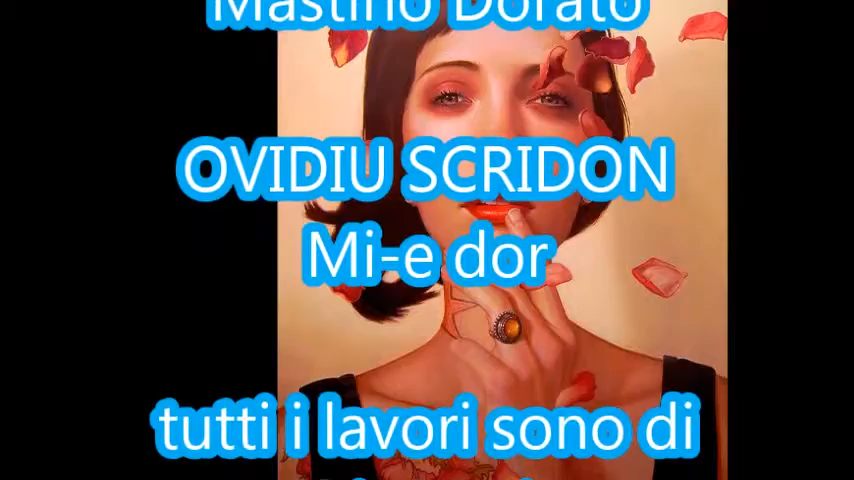 Mastino Dorato
OVIDIU SCRIDON
Mi-e dor
tutti i lavori sono di